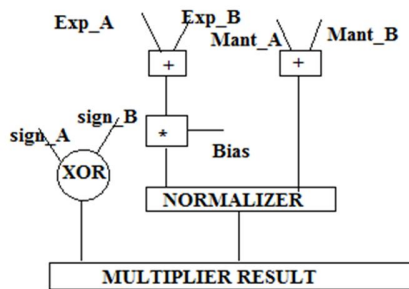 Exp_A Exp_B
Mant_A Mant_B
+ +
sign_A sign_B
*
Bias
XOR
NORMALIZER
MULTIPLIER RESULT